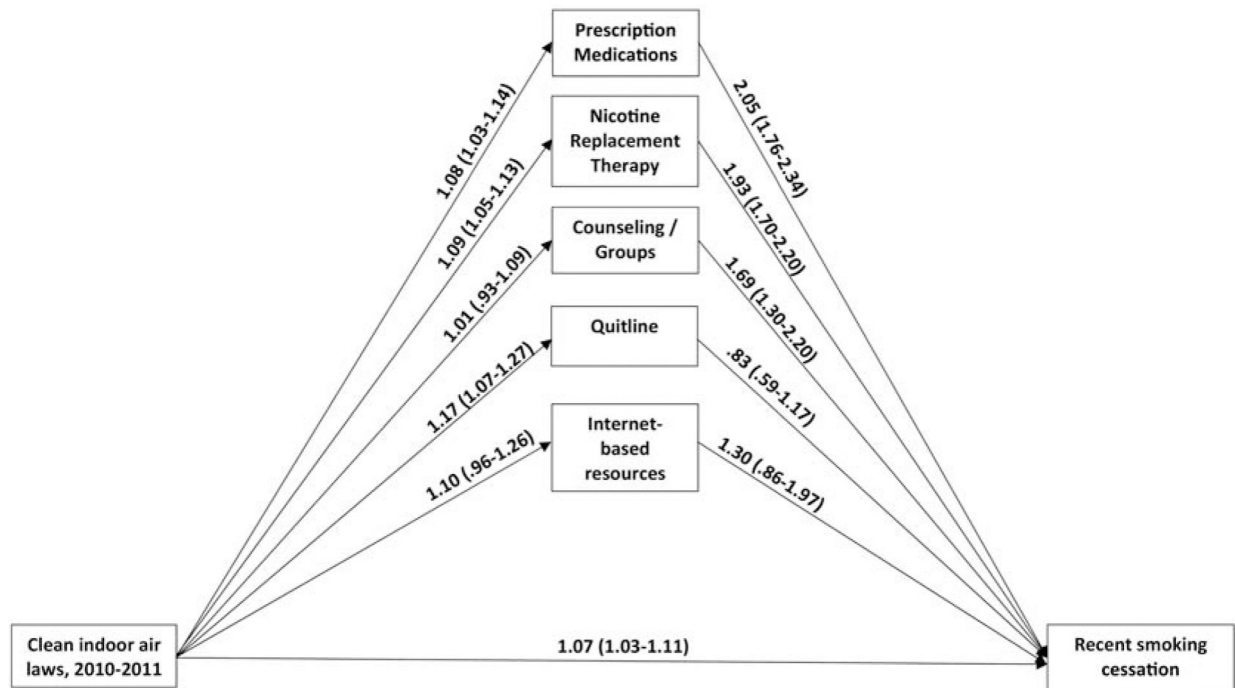 Prescription
Medications
Nicotine
Replacement
Therapy
Counseling /
Groups
Quitline
Internet-
based
resources
1.08 (1.03-1.14)
1.09 (1.05-1.13)
1.01 (.93-1.09)
1.17 (1.07-1.27)
1.10 (.96-1.26)
2.05 (1.76-2.34)
1.93 (1.70-2.20)
1.69 (1.30-2.20)
.83 (.59-1.17)
1.30 (.86-1.97)
Clean indoor air
laws, 2010-2011
1.07 (1.03-1.11)
Recent smoking
cessation